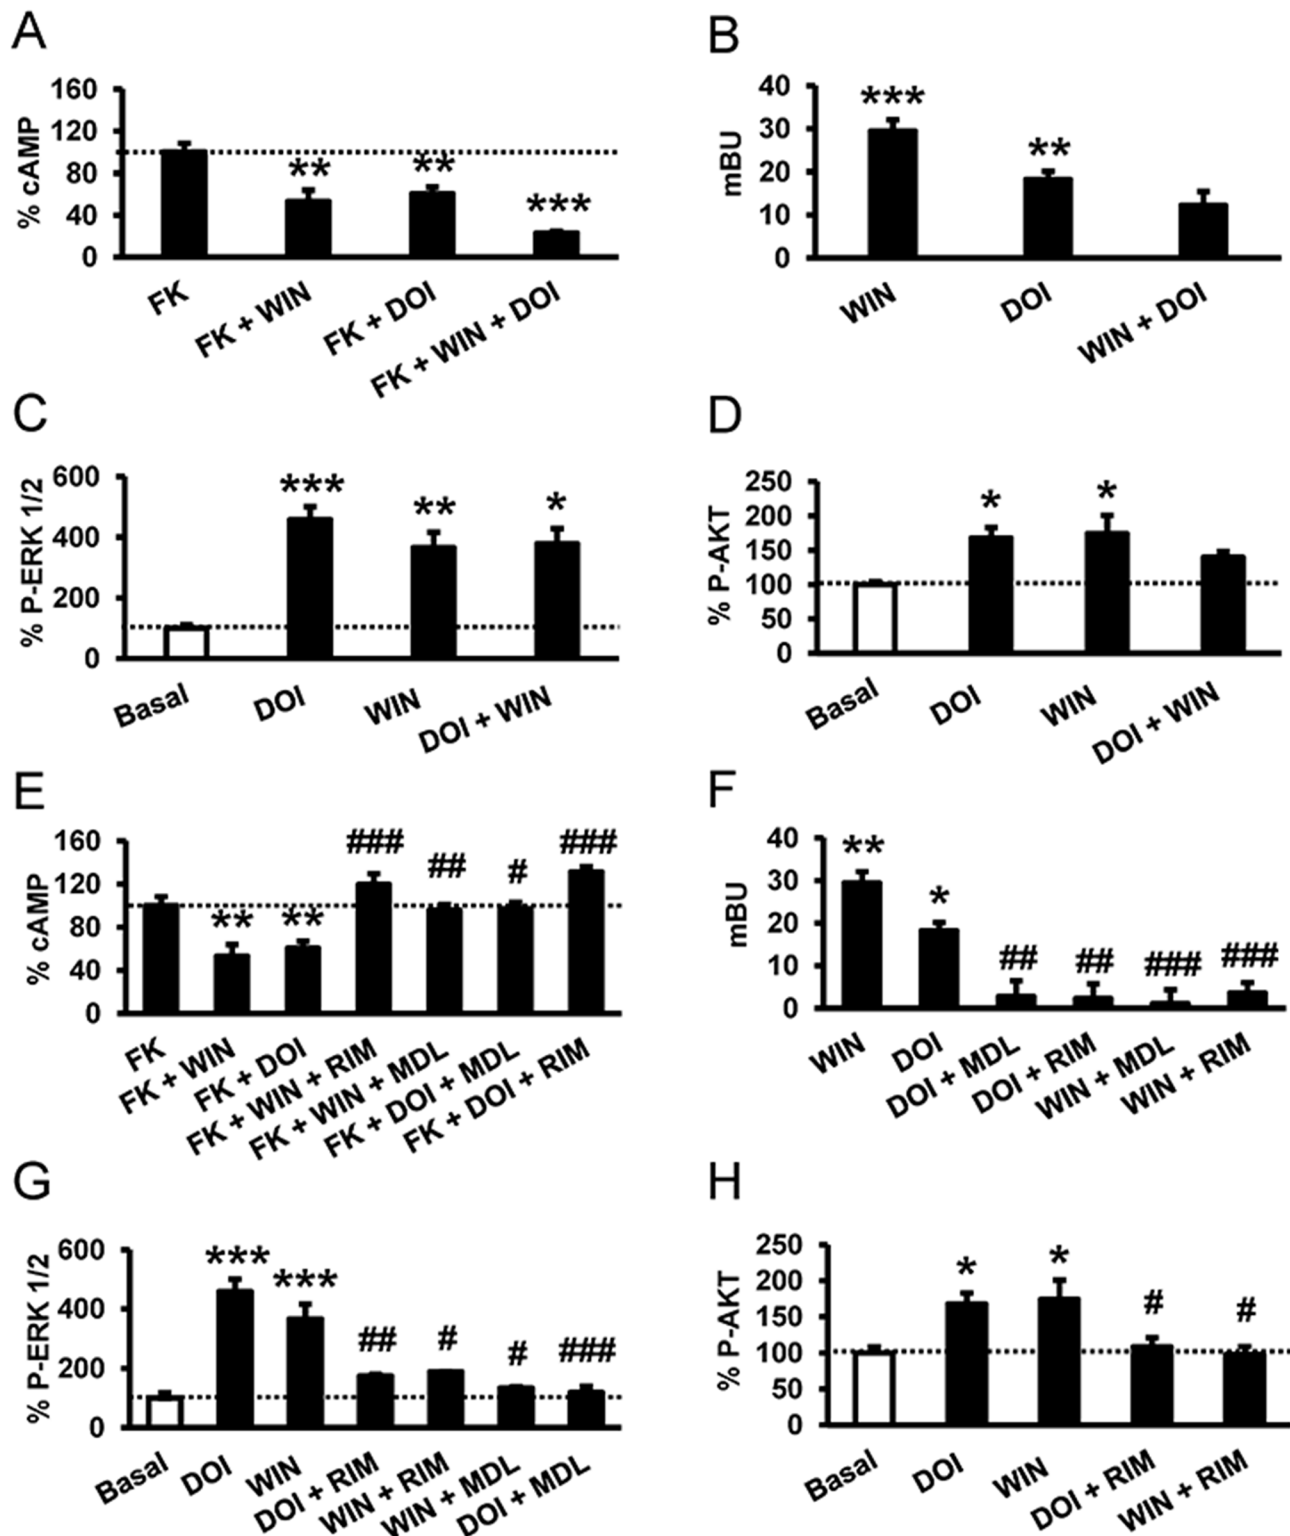 A
% cAMP
160
120
80
40
0
** ** ***
FK
FK + WIN
FK + DOI
FK + WIN + DOI
B
mBU
40
30
20
10
0
*** **
WIN
DOI
WIN + DOI
C
% P-ERK 1/2
600
400
200
0
*** ** *
Basal
DOI
WIN
DOI + WIN
D
% P-AKT
250
200
150
100
50
0
* *
Basal
DOI
WIN
DOI + WIN
E
% cAMP
160
120
80
40
0
** ** ### ## # ###
FK
FK + WIN
FK + DOI
FK + WIN + RIM
FK + WIN + MDL
FK + DOI + MDL
FK + DOI + RIM
F
mBU
40
30
20
10
0
** * ## ## ### ###
WIN
DOI
DOI + MDL
DOI + RIM
WIN + MDL
WIN + RIM
G
% P-ERK 1/2
600
400
200
0
*** *** ## # # ###
Basal
DOI
WIN
DOI + RIM
WIN + RIM
WIN + MDL
DOI + MDL
H
% P-AKT
250
200
150
100
50
0
* * # #
Basal
DOI
WIN
DOI + RIM
WIN + RIM